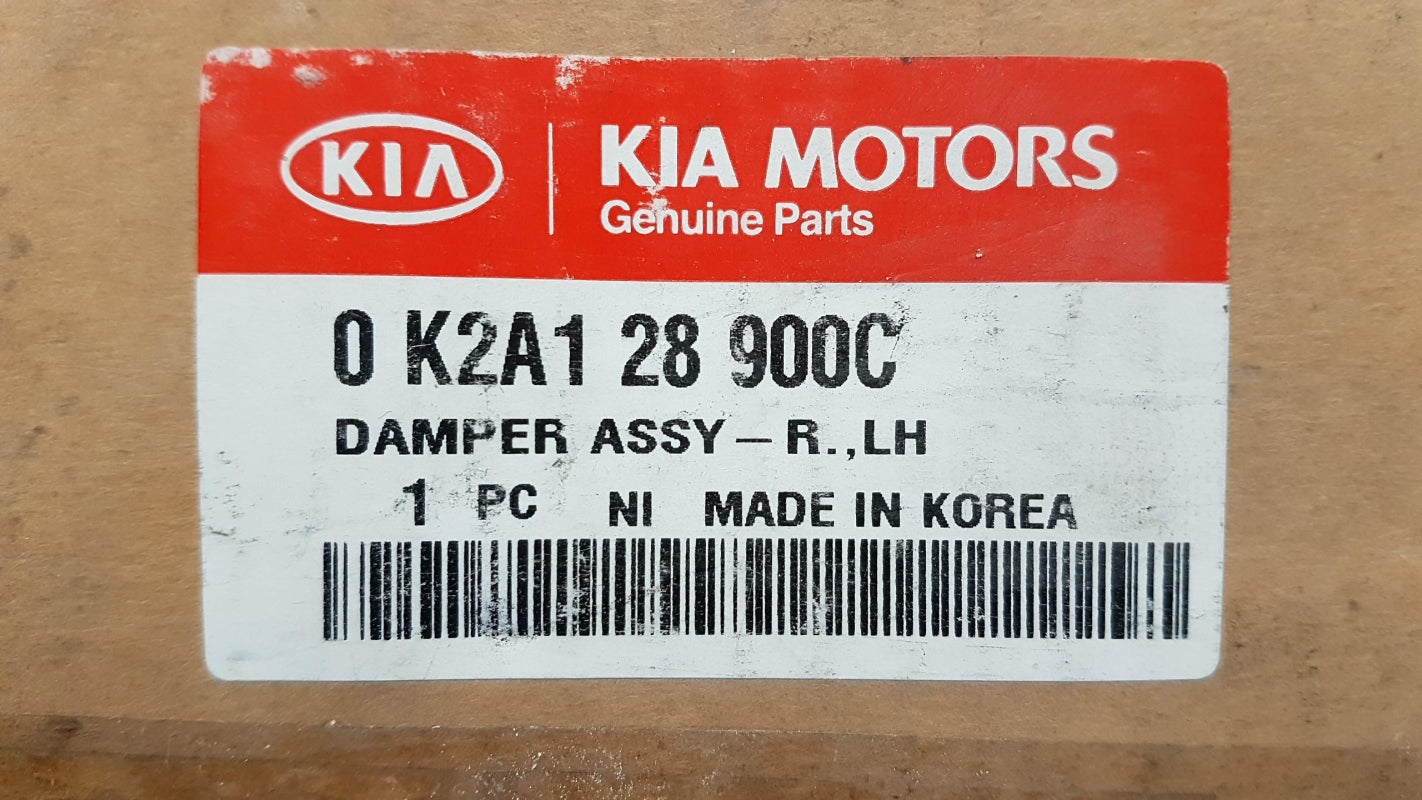 KIA
KIA MOTORS
Genuine Parts
0 K2A1 28 900C
DAMPER ASSY – R.,LH
1 PC NI MADE IN KOREA